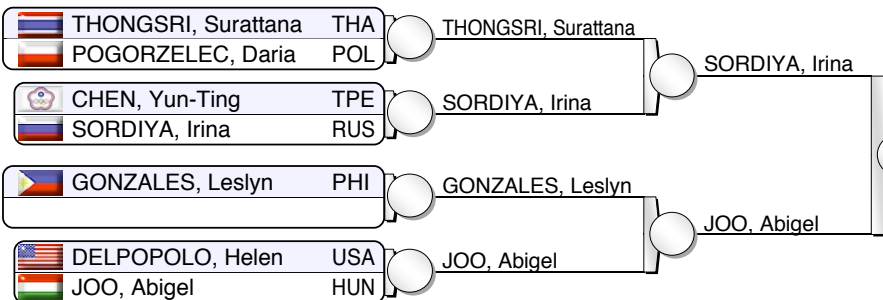 THONGSRI, Surattana THA
POGORZELEC, Daria POL
CHEN, Yun-Ting TPE
SORDIYA, Irina RUS
GONZALES, Leslyn PHI
DELPOPOLO, Helen USA
JOO, Abigel HUN
THONGSRI, Surattana
SORDIYA, Irina
GONZALES, Leslyn
JOO, Abigel
SORDIYA, Irina
JOO, Abigel